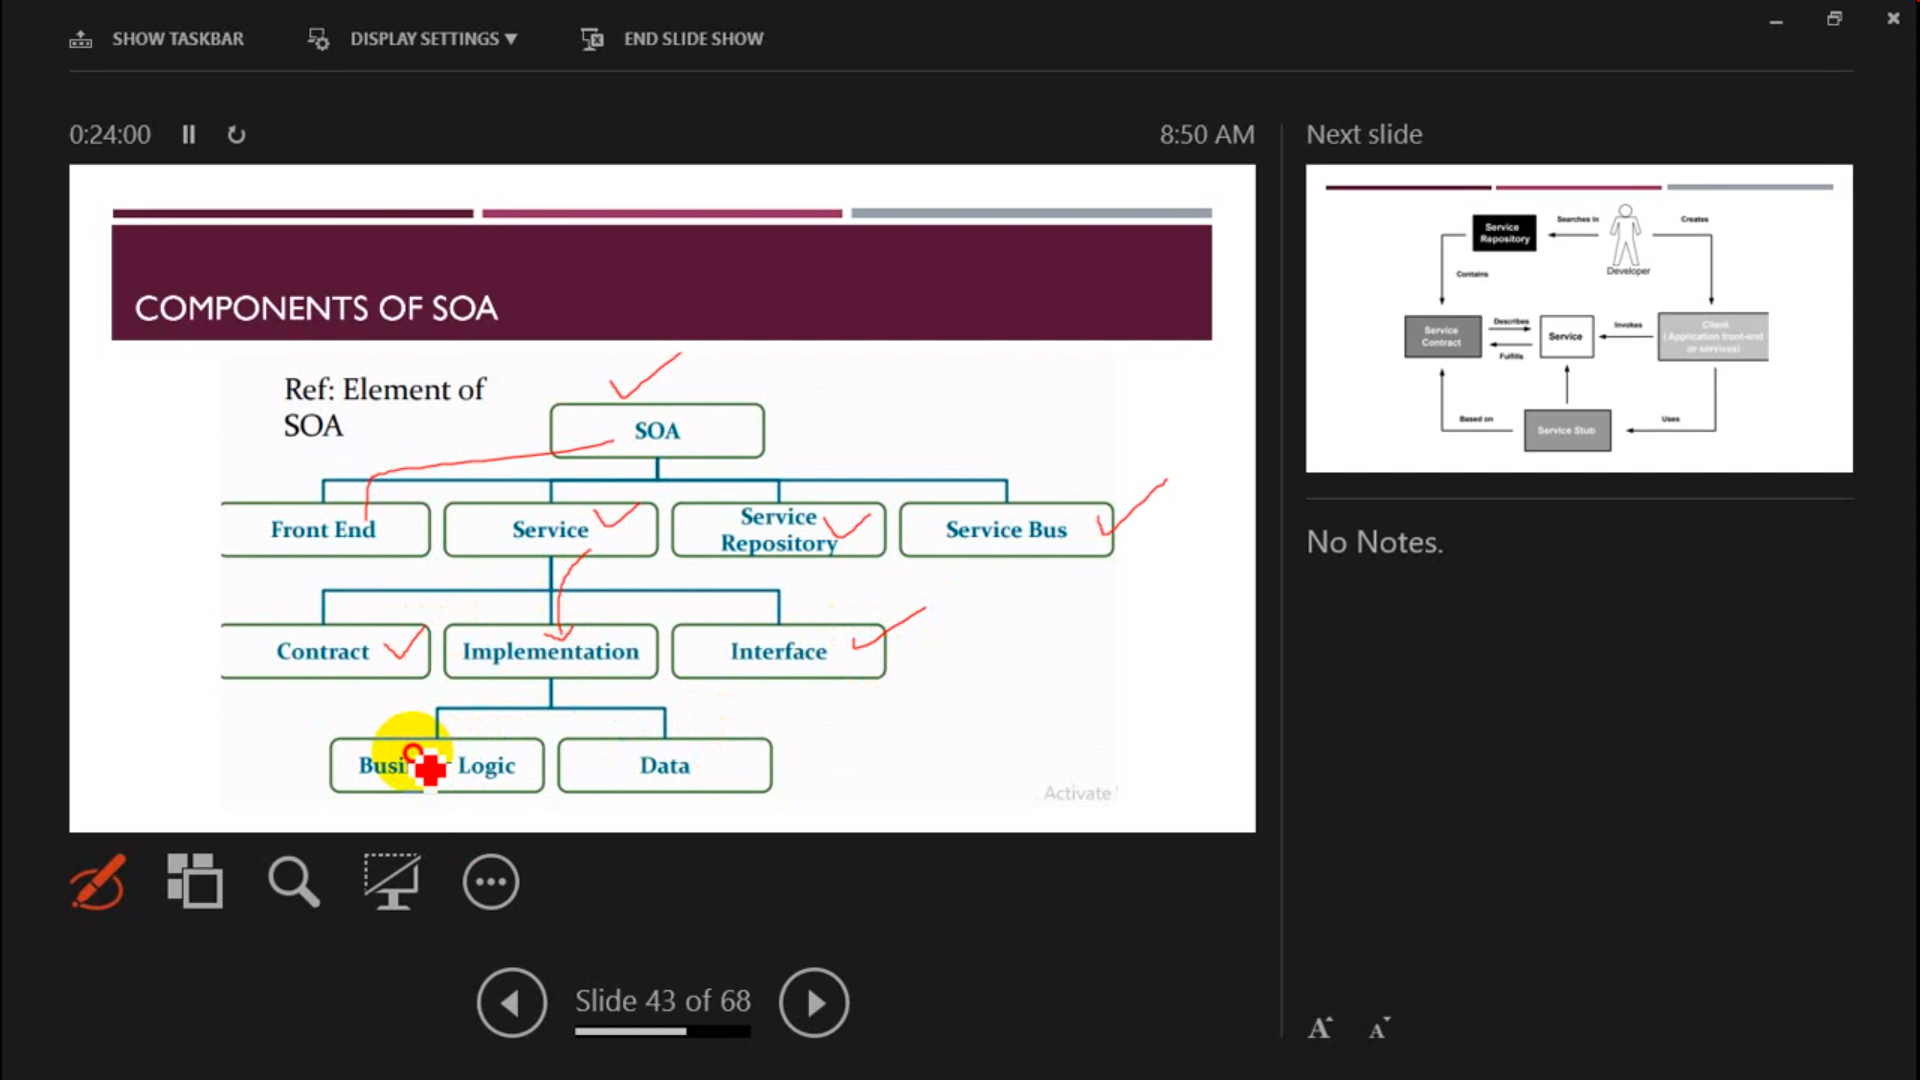 SHOW TASKBAR
DISPLAY SETTINGS
END SLIDE SHOW
0:24:00
8:50 AM
COMPONENTS OF SOA
Ref: Element of
SOA
SOA
Front End
Service
Service
Repository
Service Bus
Contract
Implementation
Interface
Busi Logic
Data
Activate
Slide 43 of 68
Next slide
Service
Repository
Searches in
Creates
Developer
Contains
Service
Contract
Describes
Fulfills
Service
Invokes
Client
(Application front-end
or services)
Based on
Service Stub
Uses
No Notes.
A
A